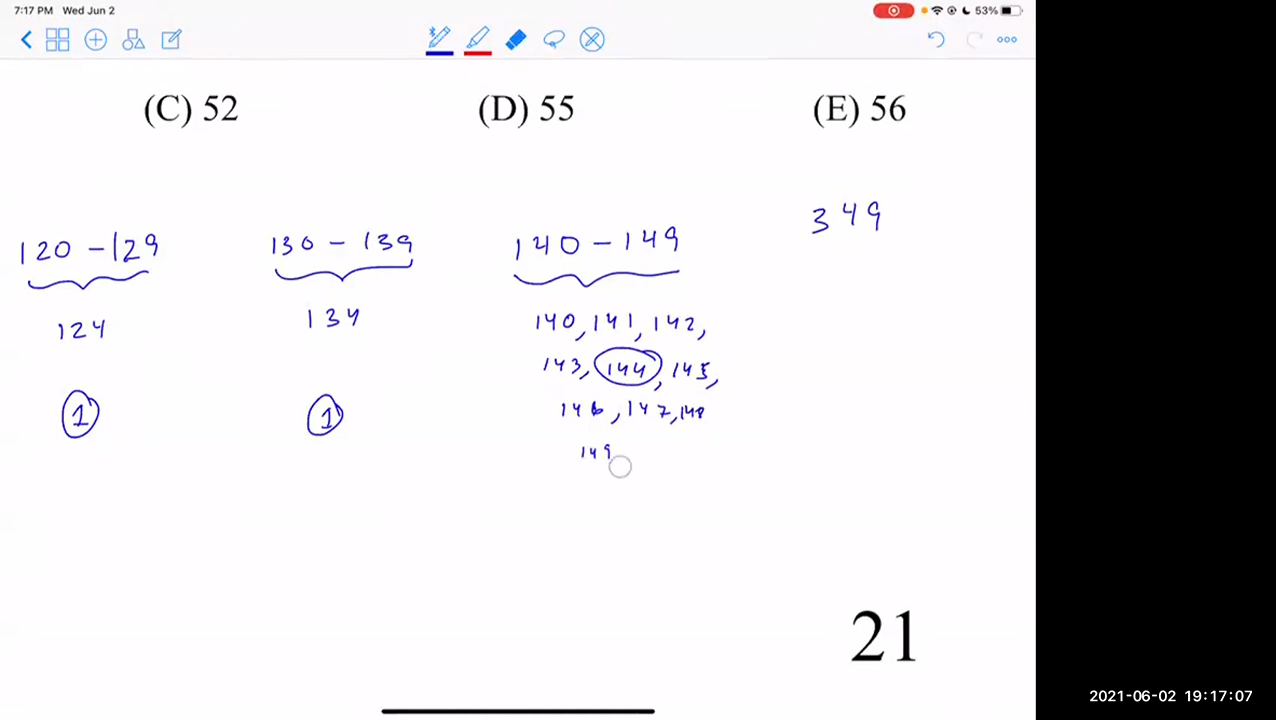 7:17 PM Wed Jun 2
53%
(C) 52 (D) 55 (E) 56
349
120 - 129 130 - 139 140 - 149
124 134 140, 141, 142,
143, 144, 145,
1 1 146, 147, 148
149
21
2021-06-02 19:17:07